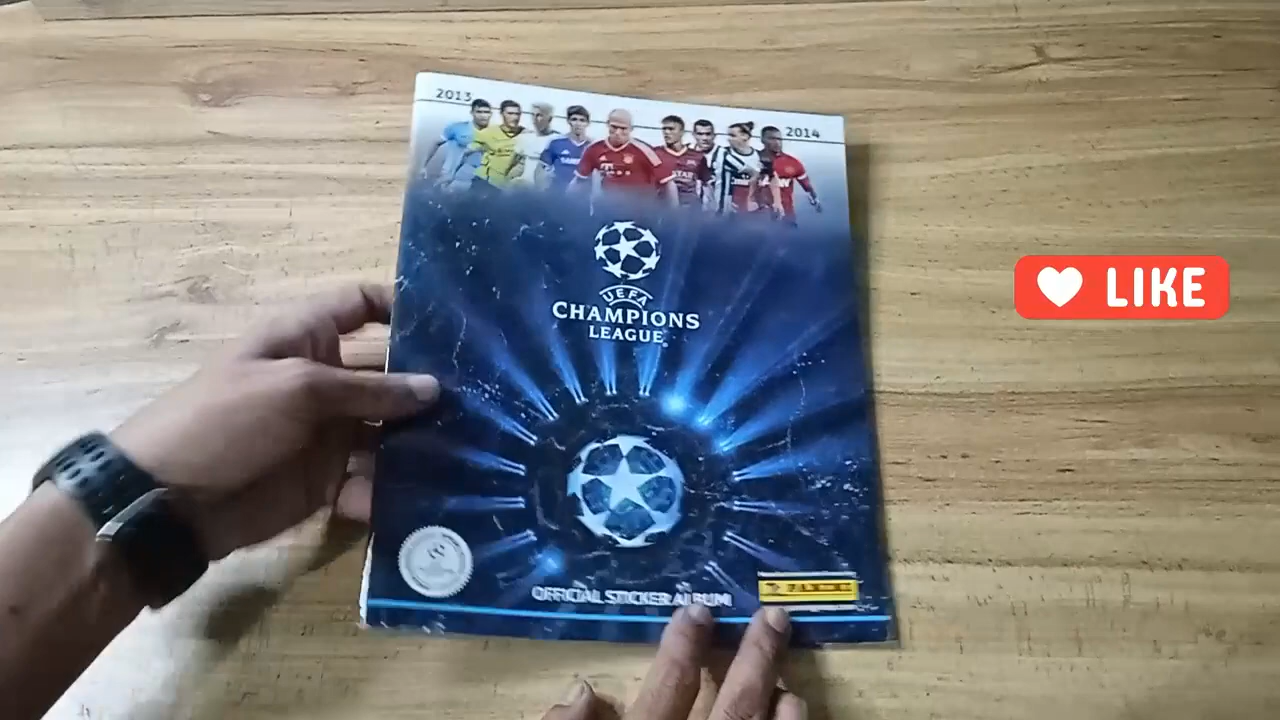 2013
2014
UEFA
CHAMPIONS
LEAGUE
LIKE
OFFICIAL STICKER ALBUM
PANINI